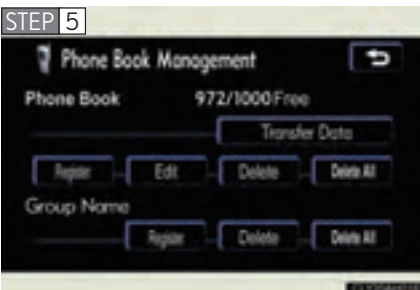 STEP 5
Phone Book Management
Phone Book 972/1000 Free
Transfer Data
Register Edit Delete Delete All
Group Name
Register Delete Delete All